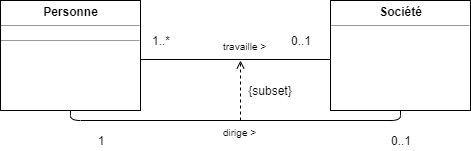 Personne
Société
1..*
travaille >
0..1
{subset}
dirige >
1
0..1